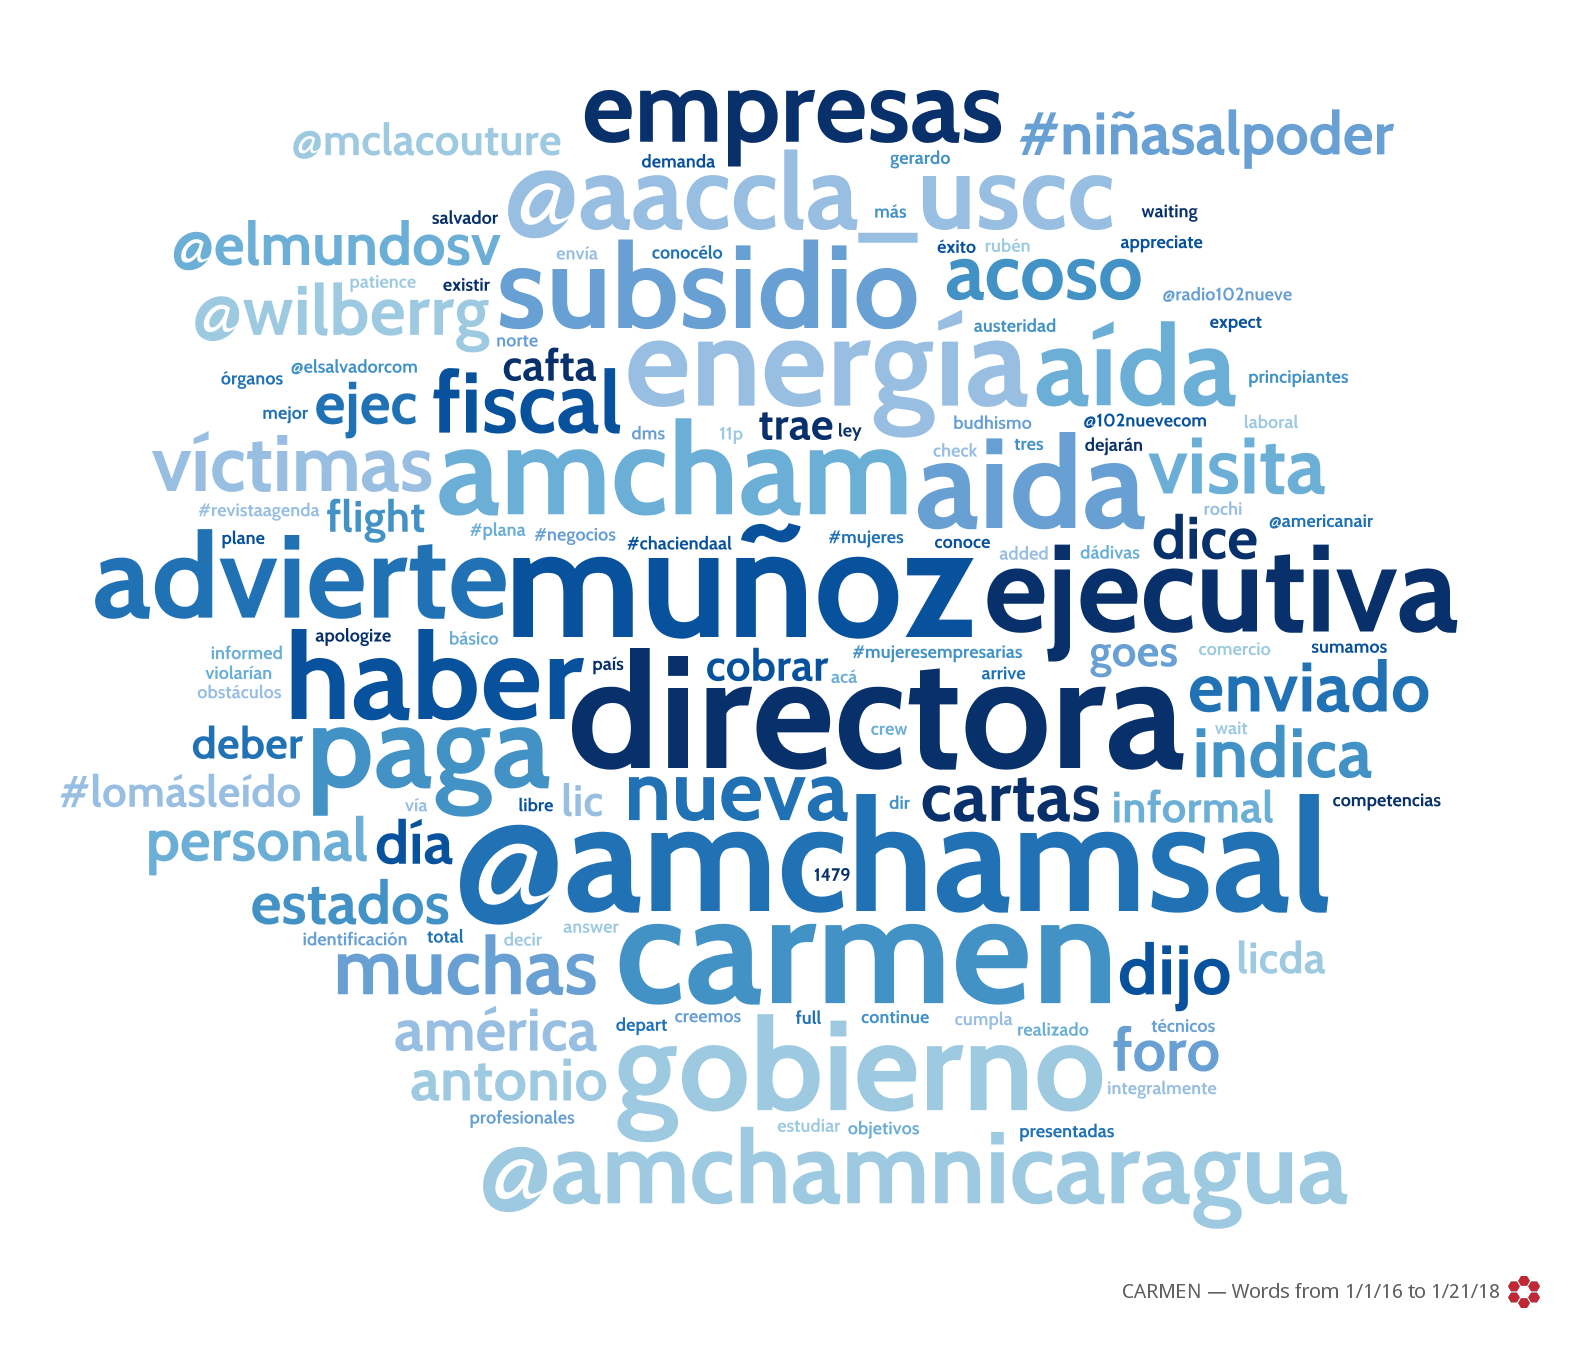 empresas
@mclacouture
#niñasalpoder
demanda
gerardo
@aaccla_uscc
salvador
más
waiting
@elmundosv
envía
conocélo
éxito
rubén
appreciate
subsidio
acoso
patience
existir
@wilberrg
@radio102nueve
norte
austeridad
expect
cafta
energía
aída
órganos
@elsalvadorcom
principiantes
mejor
ejec
fiscal
trae
ley
budhismo
@102nuevecom
laboral
dms
11p
víctimas
amcham
check
tres
dejarán
aida
visita
#revistaagenda
flight
rochi
@americanair
plane
#plana
#negocios
#chaciendaal
#mujeres
conoce
added
dádivas
dice
advierte
muñoz
ejecutiva
apologize
básico
informed
país
cobrar
#mujeresempresarias
goes
comercio
sumamos
violarían
haber
acá
arrive
obstáculos
directora
enviado
deber
paga
crew
wait
indica
#lomásleído
vía
libre
lic
nueva
dir
cartas
informal
competencias
personal
día
@amchamsal
1479
estados
identificación
total
decir
answer
muchas
carmen
dijo
licda
américa
depart
creemos
full
continue
cumpla
realizado
técnicos
foro
antonio
gobierno
integralmente
profesionales
estudiar
objetivos
presentadas
@amchamnicaragua
CARMEN — Words from 1/1/16 to 1/21/18